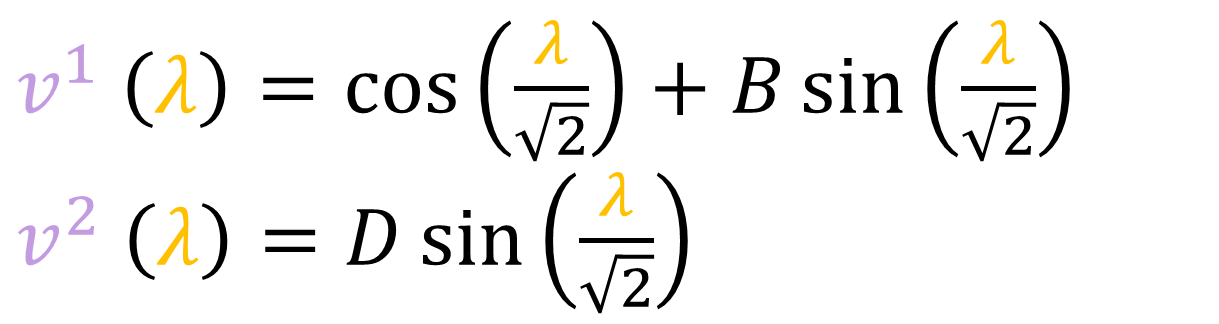 v¹ (λ) = cos(λ/√2) + B sin(λ/√2)
v² (λ) = D sin(λ/√2)